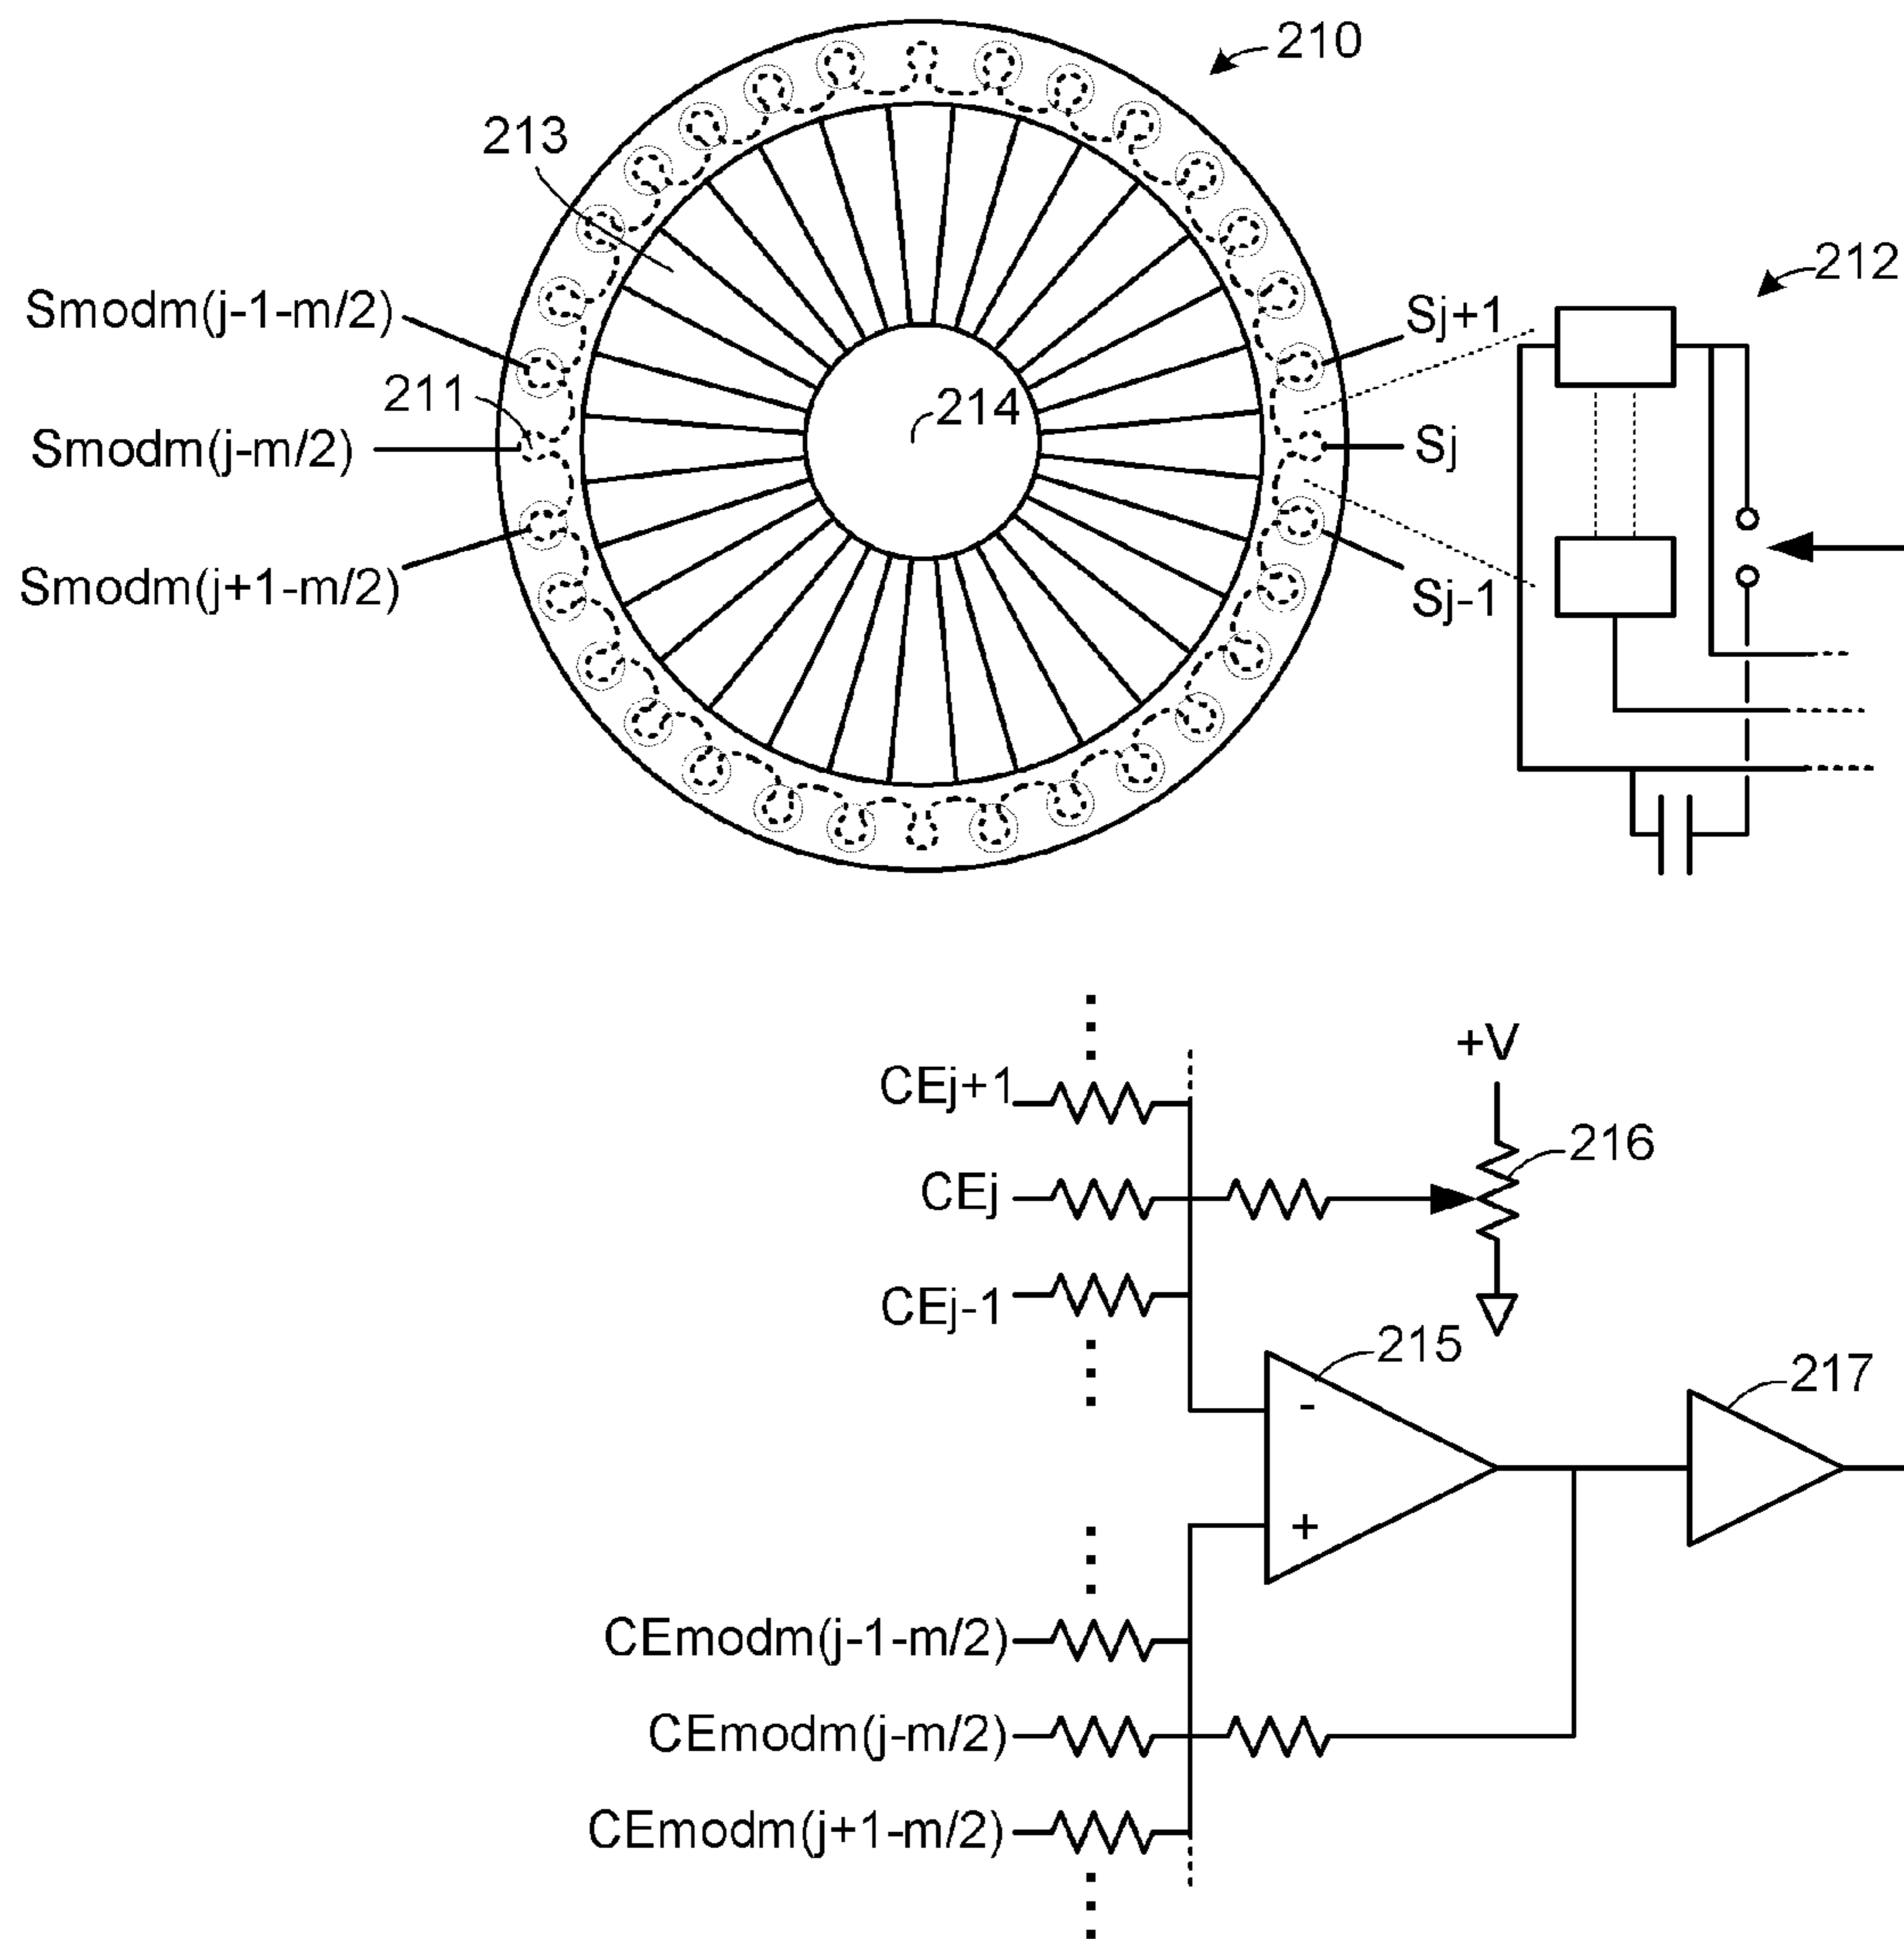 210
213
212
Smodm(j-1-m/2)
Sj+1
211
214
Smodm(j-m/2)
Sj
Smodm(j+1-m/2)
Sj-1
+V
CEj+1
216
CEj
CEj-1
215
217
-
+
CEmodm(j-1-m/2)
CEmodm(j-m/2)
CEmodm(j+1-m/2)